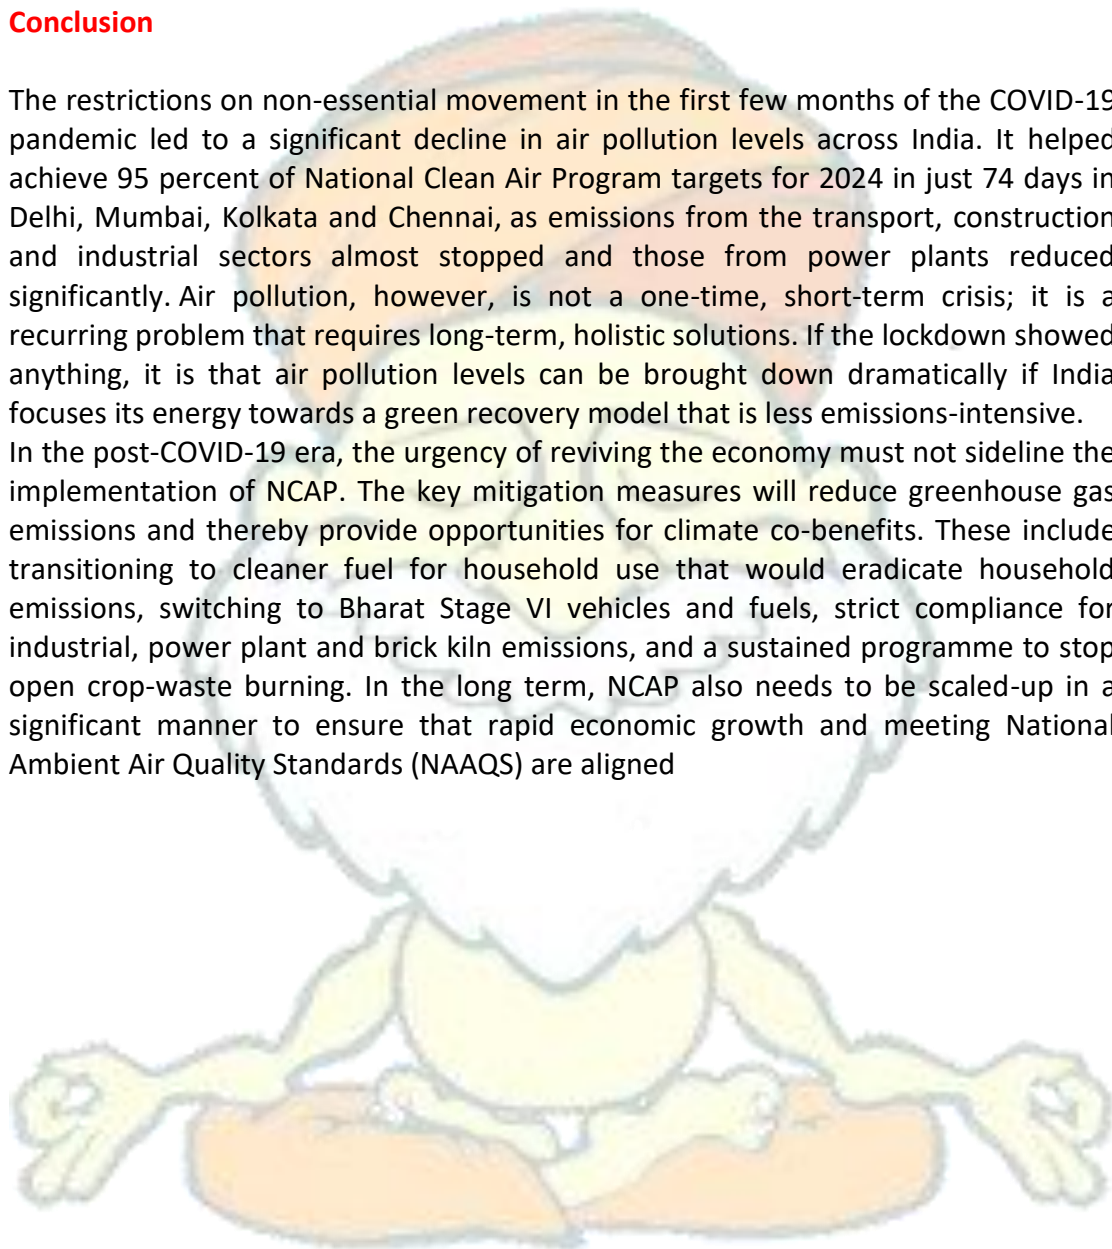 Conclusion
The restrictions on non-essential movement in the first few months of the COVID-19
pandemic led to a significant decline in air pollution levels across India. It helped
achieve 95 percent of National Clean Air Program targets for 2024 in just 74 days in
Delhi, Mumbai, Kolkata and Chennai, as emissions from the transport, construction
and industrial sectors almost stopped and those from power plants reduced
significantly. Air pollution, however, is not a one-time, short-term crisis; it is a
recurring problem that requires long-term, holistic solutions. If the lockdown showed
anything, it is that air pollution levels can be brought down dramatically if India
focuses its energy towards a green recovery model that is less emissions-intensive.
In the post-COVID-19 era, the urgency of reviving the economy must not sideline the
implementation of NCAP. The key mitigation measures will reduce greenhouse gas
emissions and thereby provide opportunities for climate co-benefits. These include
transitioning to cleaner fuel for household use that would eradicate household
emissions, switching to Bharat Stage VI vehicles and fuels, strict compliance for
industrial, power plant and brick kiln emissions, and a sustained programme to stop
open crop-waste burning. In the long term, NCAP also needs to be scaled-up in a
significant manner to ensure that rapid economic growth and meeting National
Ambient Air Quality Standards (NAAQS) are aligned